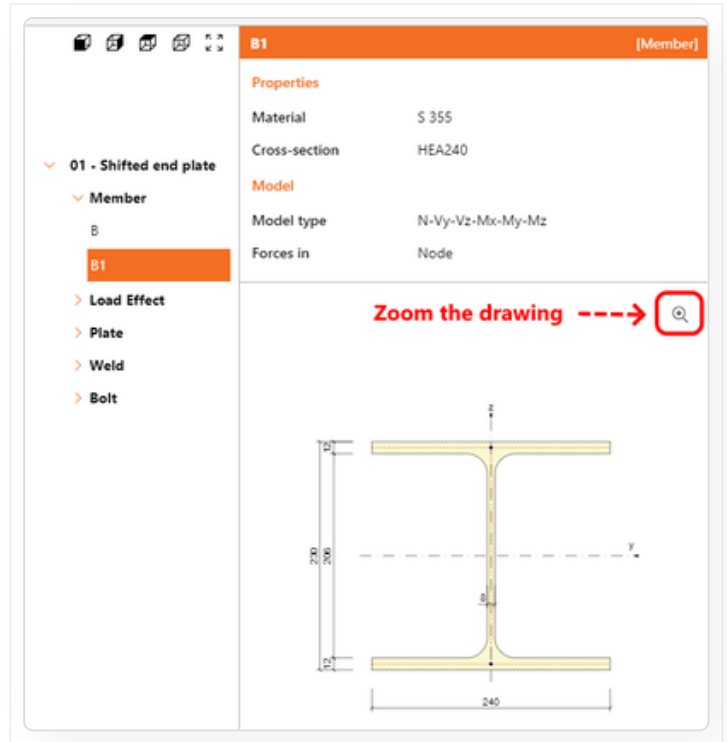 B1 [Member]
Properties
Material S 355
Cross-section HEA240
Model
Model type N-Vy-Vz-Mx-My-Mz
Forces in Node
01 - Shifted end plate
Member
B
B1
Load Effect
Plate
Weld
Bolt
Zoom the drawing
z
12
230
206
y
8
12
240